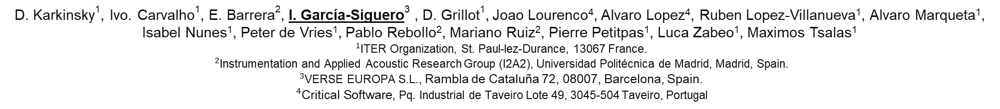 D. Karkinsky¹, Ivo. Carvalho¹, E. Barrera², I. García-Siguero³ , D. Grillot¹, Joao Lourenco⁴, Alvaro Lopez⁴, Ruben Lopez-Villanueva¹, Alvaro Marqueta¹,
Isabel Nunes¹, Peter de Vries¹, Pablo Rebollo², Mariano Ruiz², Pierre Petitpas¹, Luca Zabeo¹, Maximos Tsalas¹
¹ITER Organization, St. Paul-lez-Durance, 13067 France.
²Instrumentation and Applied Acoustic Research Group (I2A2), Universidad Politécnica de Madrid, Madrid, Spain.
³VERSE EUROPA S.L., Rambla de Cataluña 72, 08007, Barcelona, Spain.
⁴Critical Software, Pq. Industrial de Taveiro Lote 49, 3045-504 Taveiro, Portugal